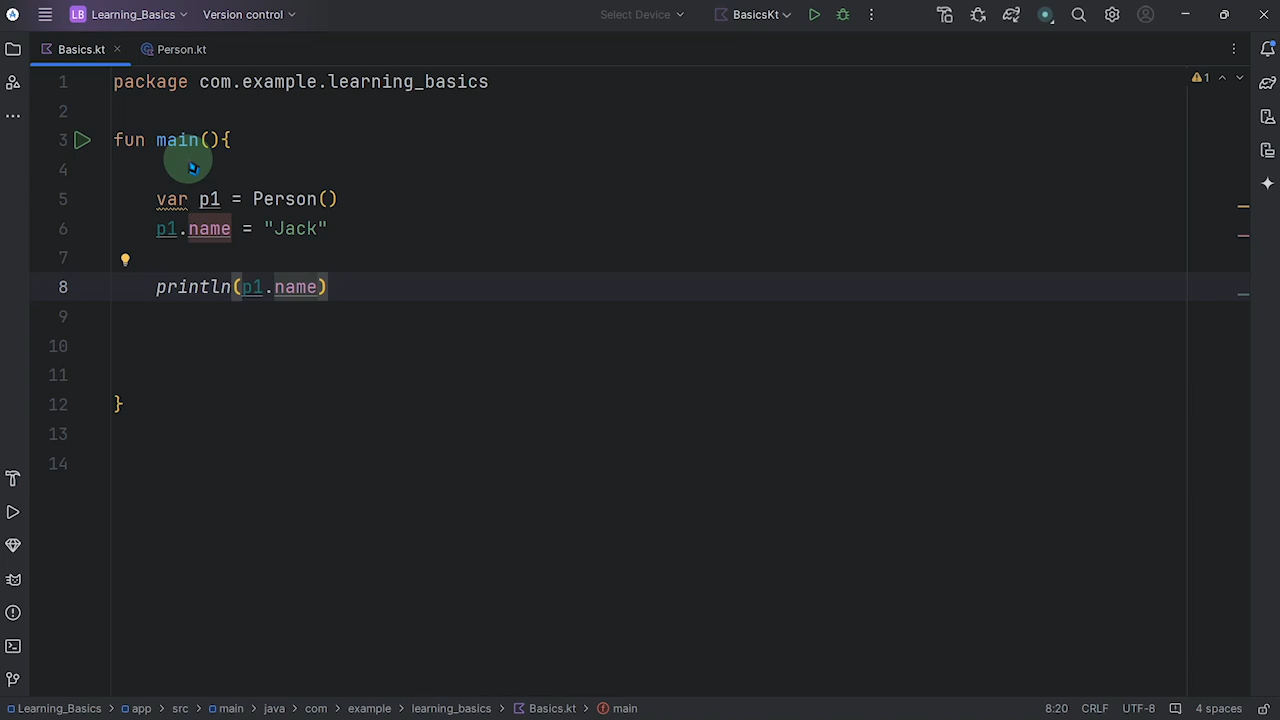 LB Learning_Basics Version control Select Device BasicsKt
Basics.kt Person.kt
1 package com.example.learning_basics 1
2
3 fun main(){
4
5 var p1 = Person()
6 p1.name = "Jack"
7
8 println(p1.name)
9
10
11
12 }
13
14
Learning_Basics > app > src > main > java > com > example > learning_basics > Basics.kt > main 8:20 CRLF UTF-8 4 spaces